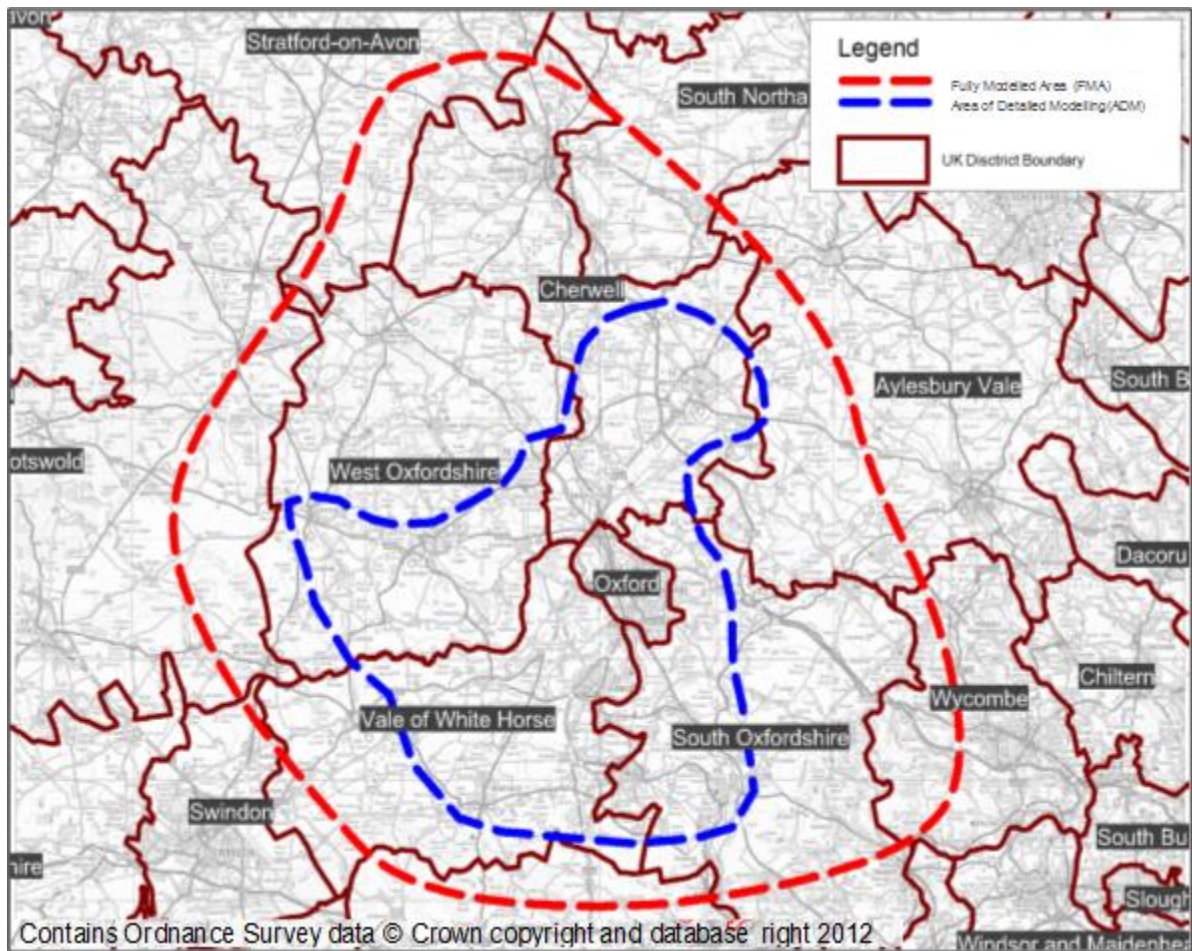 avon
Stratford-on-Avon
South Northa
Legend
Fully Modelled Area (FMA)
Area of Detailed Modelling(ADM)
UK Disctrict Boundary
Cherwell
Aylesbury Vale
South B
otswold
West Oxfordshire
Dacoru
Oxford
Chiltern
Wycombe
Vale of White Horse
South Oxfordshire
Swindon
South Bu
hire
Slough
Contains Ordnance Survey data © Crown copyright and database right 2012
Windsor and Maidenhe